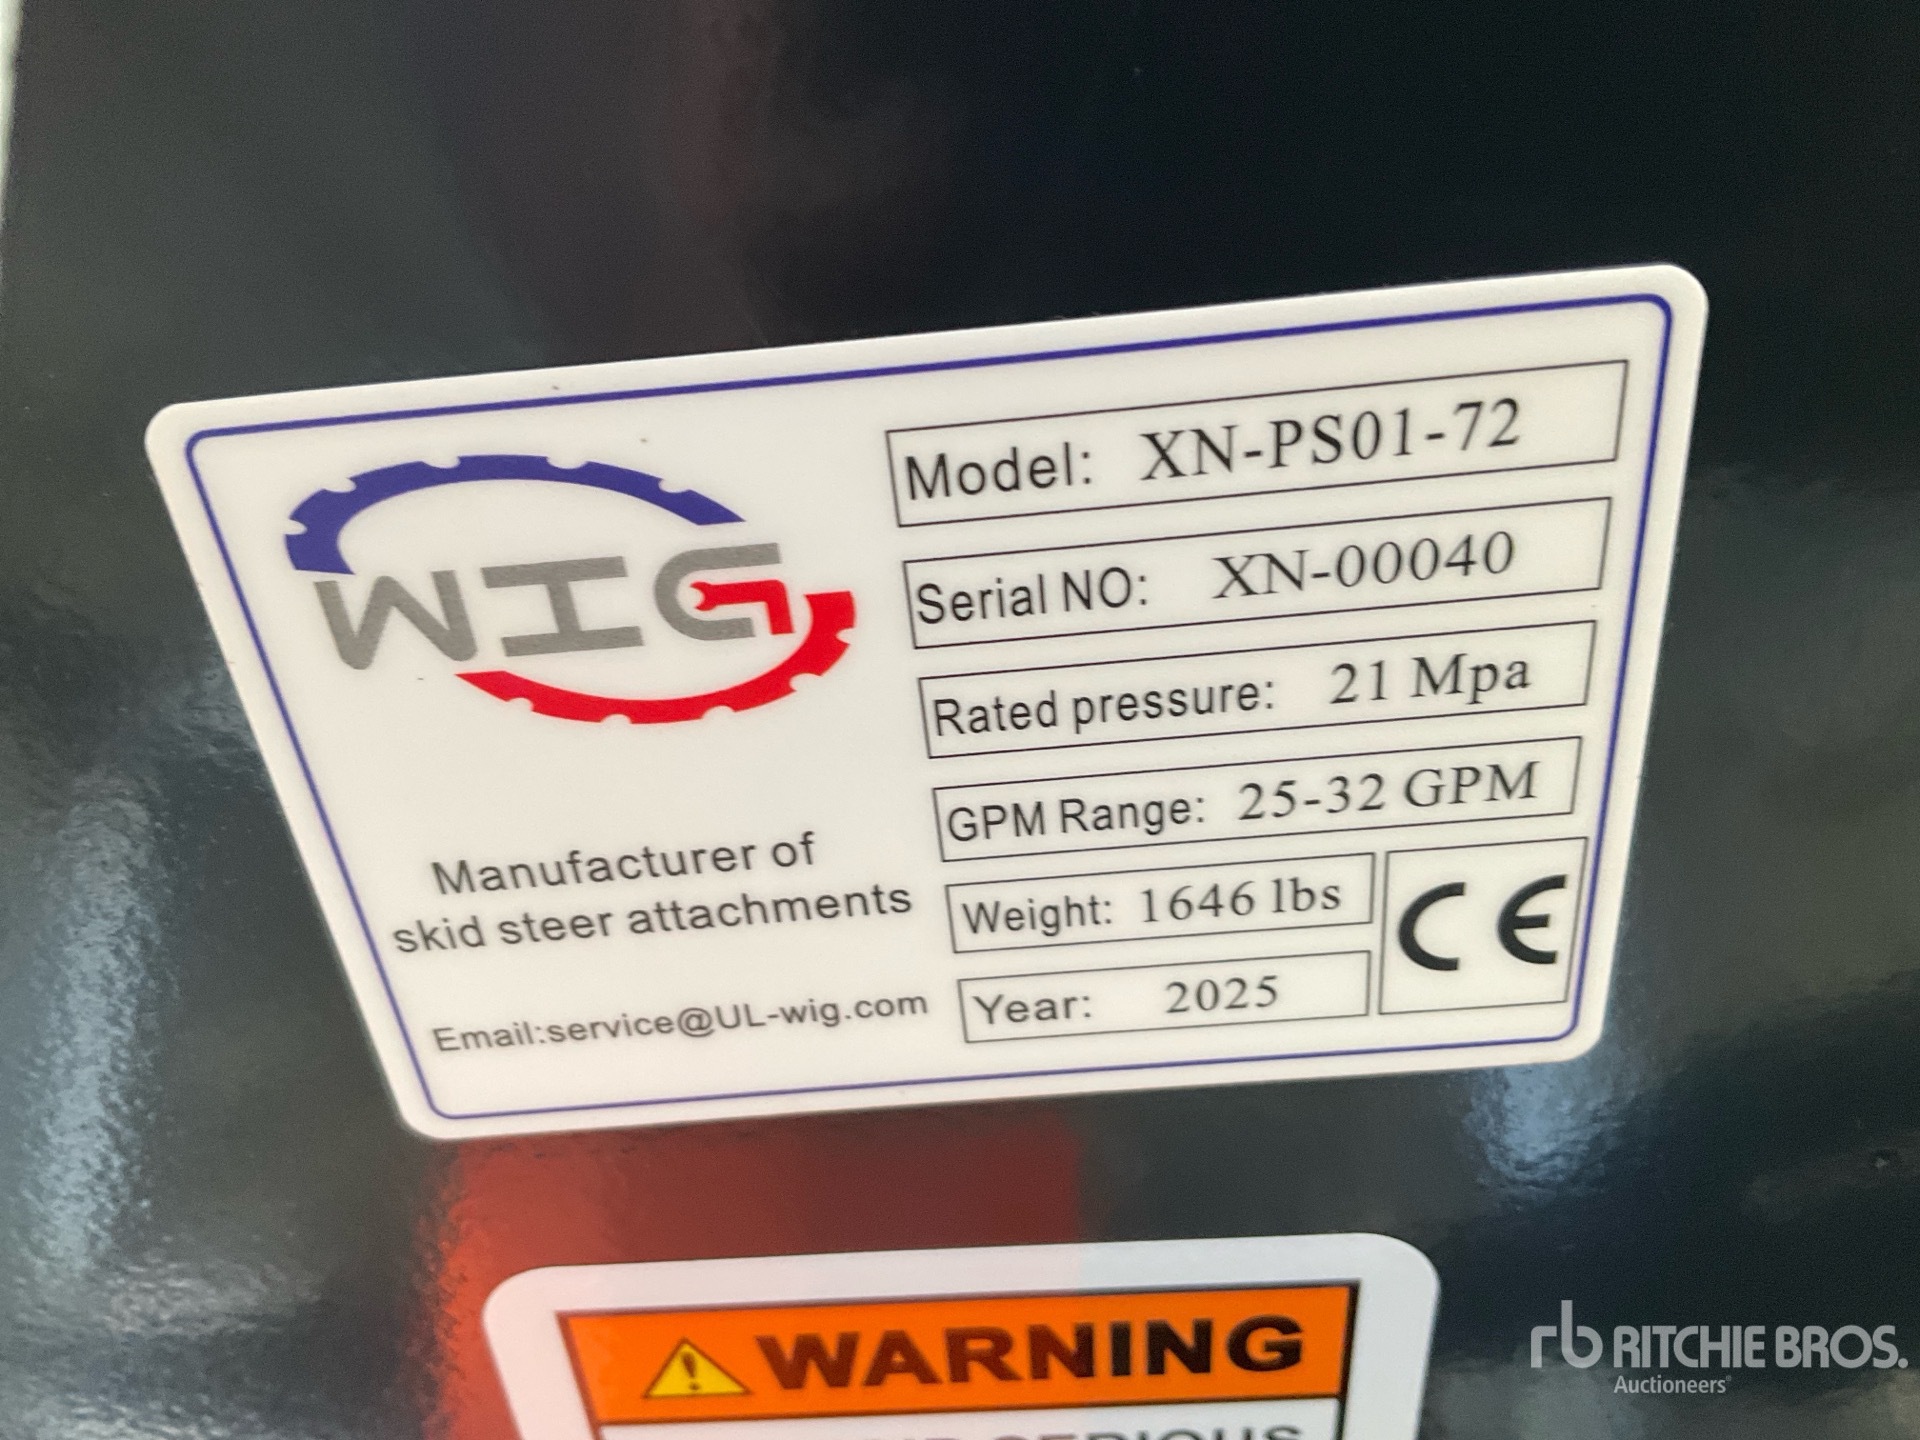 WIG
Manufacturer of
skid steer attachments
Email:service@UL-wig.com
Model: XN-PS01-72
Serial NO: XN-00040
Rated pressure: 21 Mpa
GPM Range: 25-32 GPM
Weight: 1646 lbs
Year: 2025
CE
WARNING
SERIOUS
rb RITCHIE BROS.
Auctioneers